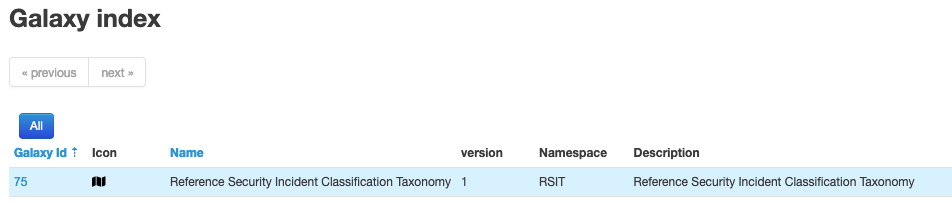 Galaxy index
« previous next »
All
Galaxy Id ↑ Icon Name version Namespace Description
75 Reference Security Incident Classification Taxonomy 1 RSIT Reference Security Incident Classification Taxonomy